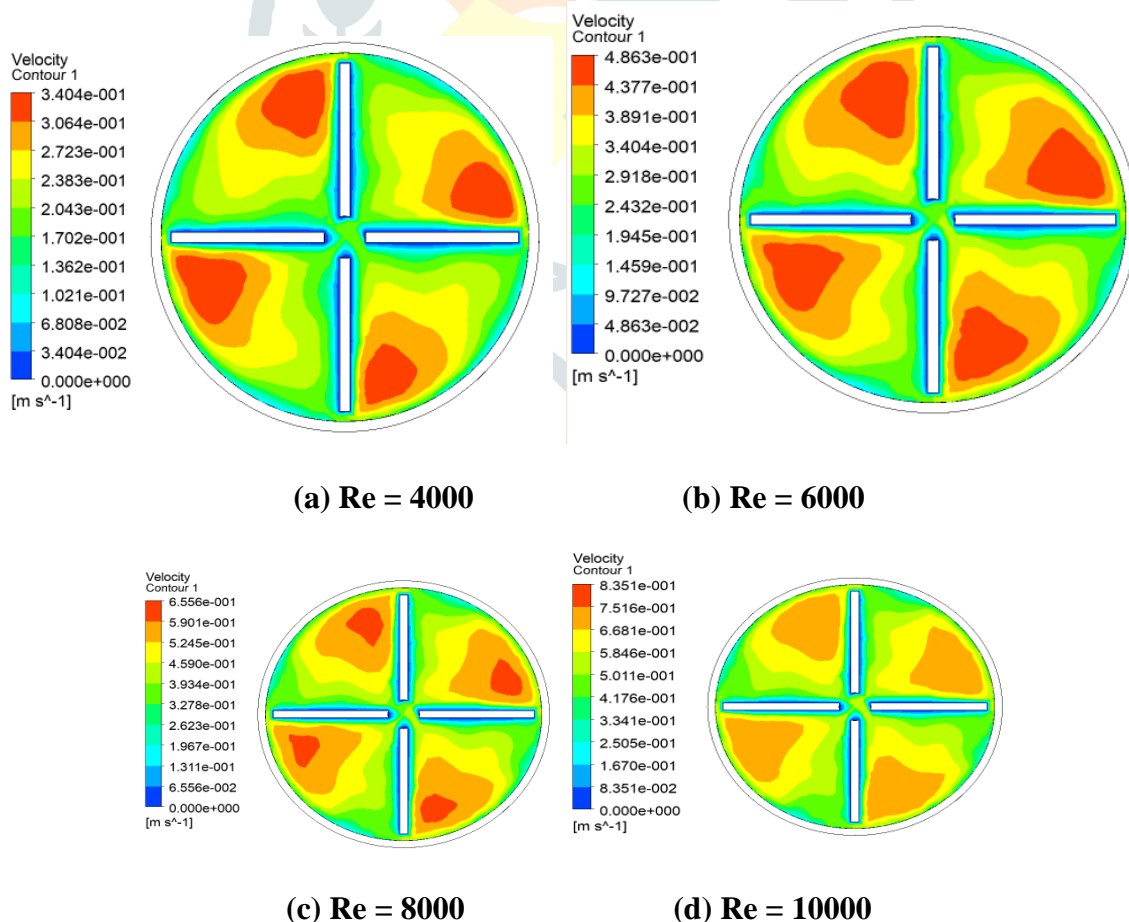 Velocity
Contour 1
3.404e-001
3.064e-001
2.723e-001
2.383e-001
2.043e-001
1.702e-001
1.362e-001
1.021e-001
6.808e-002
3.404e-002
0.000e+000
[m s^-1]
Velocity
Contour 1
4.863e-001
4.377e-001
3.891e-001
3.404e-001
2.918e-001
2.432e-001
1.945e-001
1.459e-001
9.727e-002
4.863e-002
0.000e+000
[m s^-1]
(a) Re = 4000
(b) Re = 6000
Velocity
Contour 1
6.556e-001
5.901e-001
5.245e-001
4.590e-001
3.934e-001
3.278e-001
2.623e-001
1.967e-001
1.311e-001
6.556e-002
0.000e+000
[m s^-1]
Velocity
Contour 1
8.351e-001
7.516e-001
6.681e-001
5.846e-001
5.011e-001
4.176e-001
3.341e-001
2.505e-001
1.670e-001
8.351e-002
0.000e+000
[m s^-1]
(c) Re = 8000
(d) Re = 10000